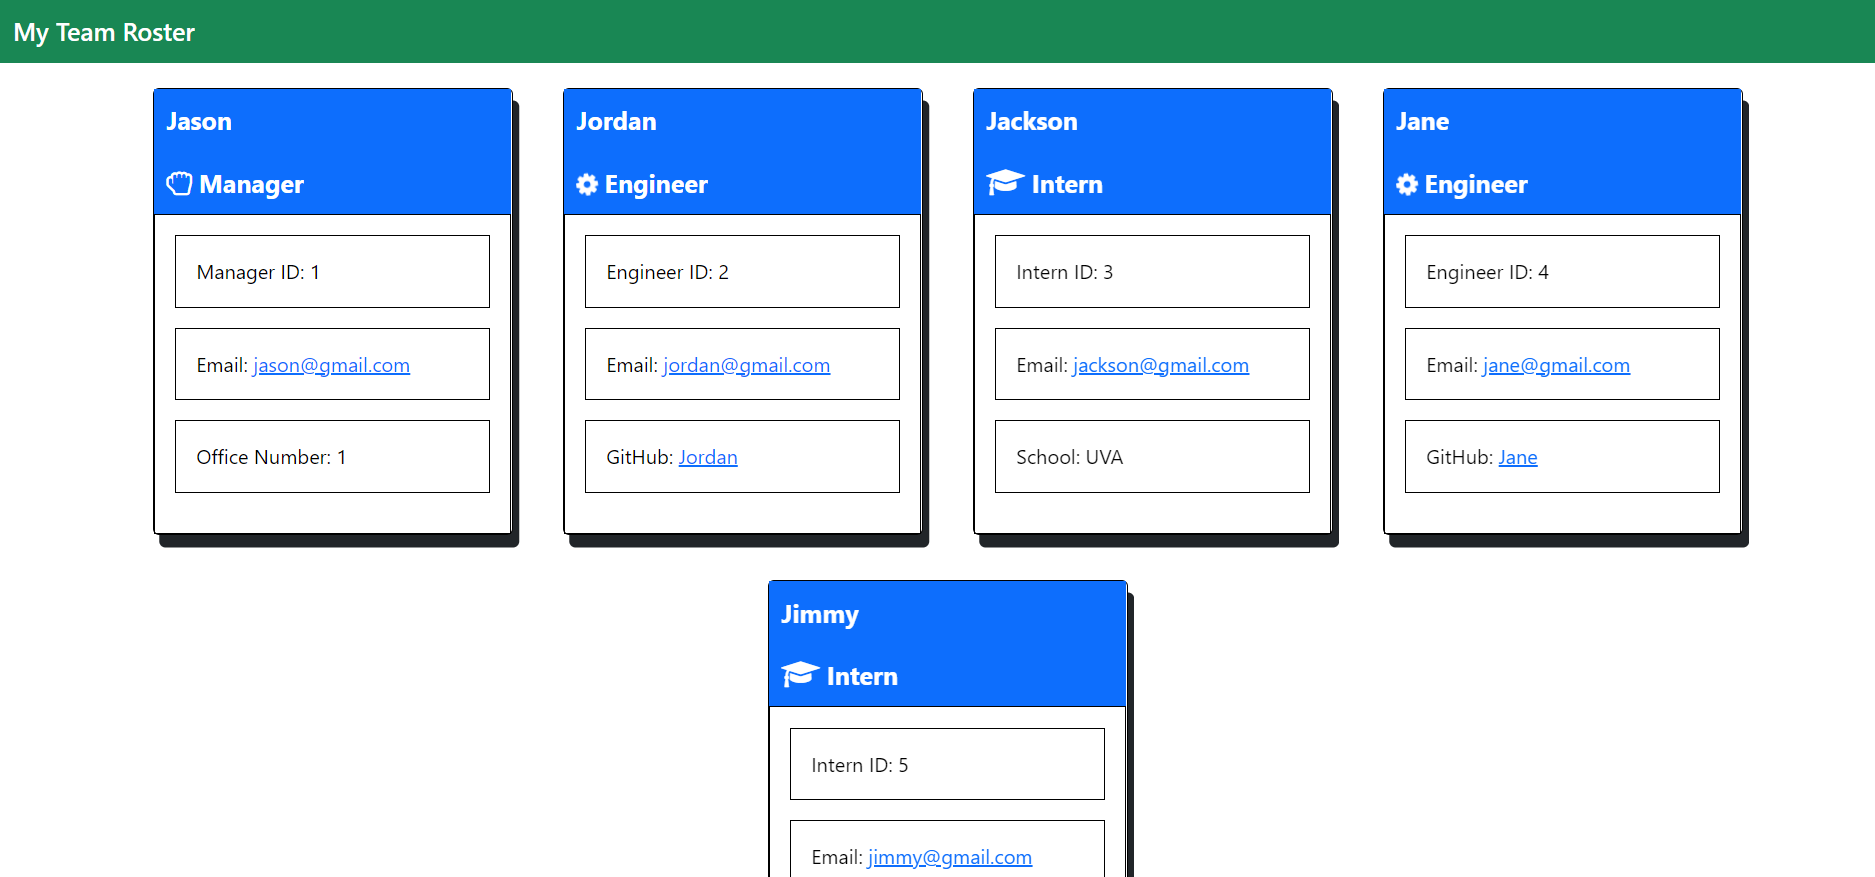 My Team Roster
Jason
Manager
Manager ID: 1
Email: jason@gmail.com
Office Number: 1
Jordan
Engineer
Engineer ID: 2
Email: jordan@gmail.com
GitHub: Jordan
Jackson
Intern
Intern ID: 3
Email: jackson@gmail.com
School: UVA
Jane
Engineer
Engineer ID: 4
Email: jane@gmail.com
GitHub: Jane
Jimmy
Intern
Intern ID: 5
Email: jimmy@gmail.com